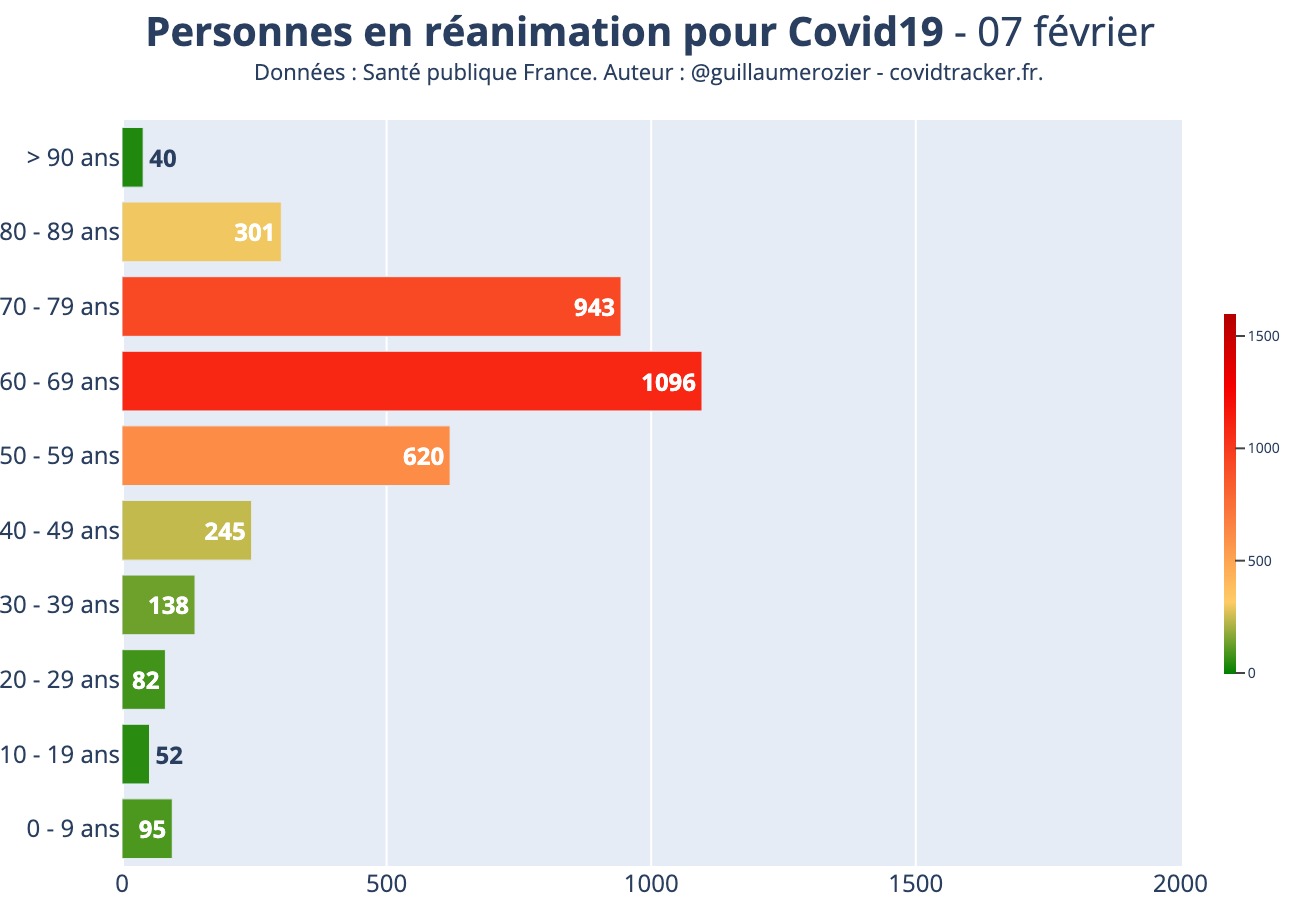 Personnes en réanimation pour Covid19 - 07 février
Données : Santé publique France. Auteur : @guillaumerozier - covidtracker.fr.
> 90 ans 40
80 - 89 ans 301
70 - 79 ans 943
60 - 69 ans 1096
50 - 59 ans 620
40 - 49 ans 245
30 - 39 ans 138
20 - 29 ans 82
10 - 19 ans 52
0 - 9 ans 95
0 500 1000 1500 2000
1500
1000
500
0